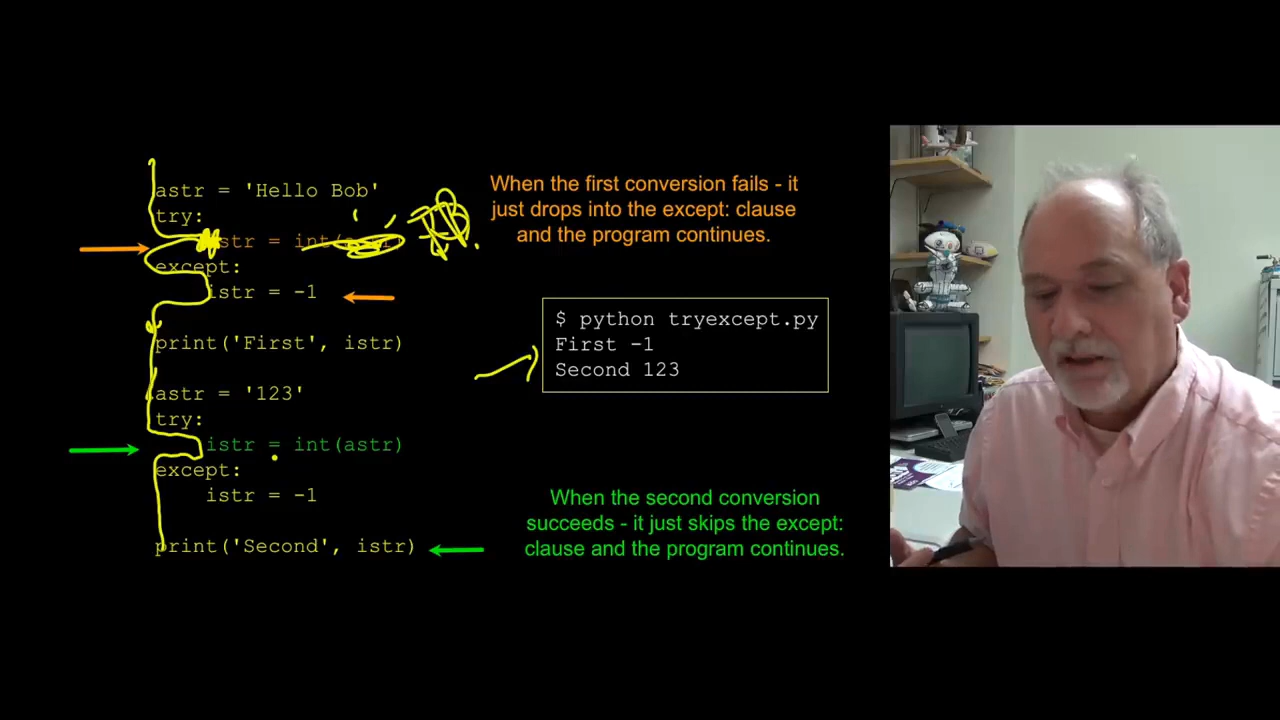 astr = 'Hello Bob'
try:
istr = int(astr)
except:
istr = -1
print('First', istr)
astr = '123'
try:
istr = int(astr)
except:
istr = -1
print('Second', istr)
When the first conversion fails - it
just drops into the except: clause
and the program continues.
$ python tryexcept.py
First -1
Second 123
When the second conversion
succeeds - it just skips the except:
clause and the program continues.